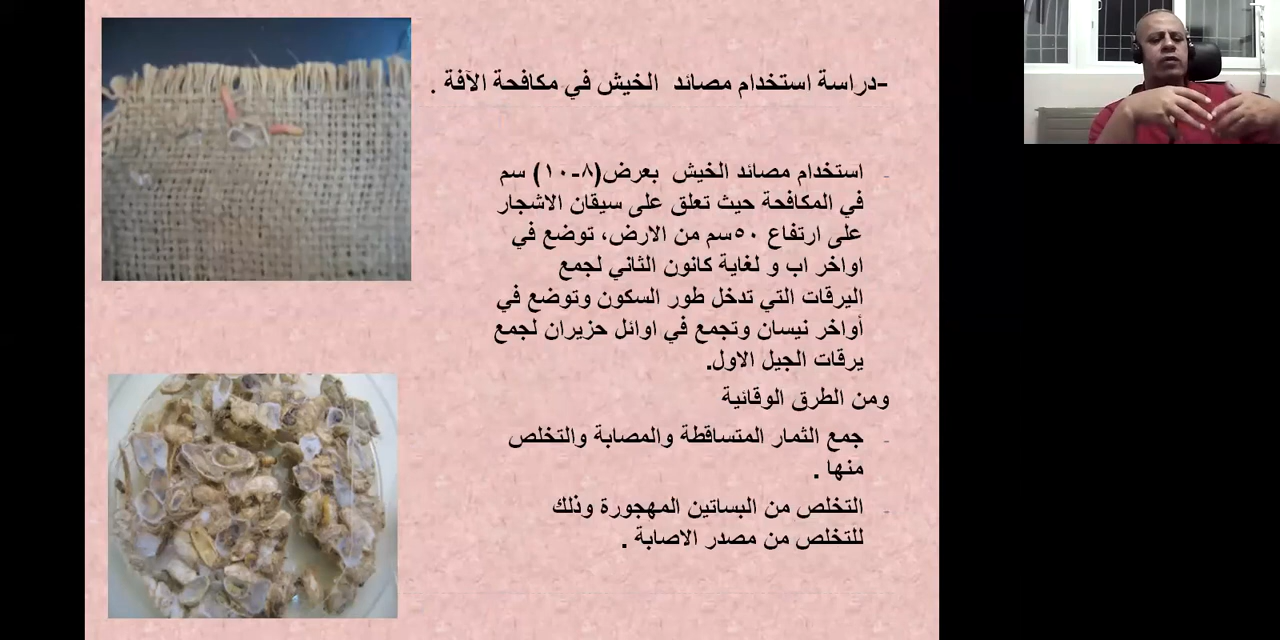 -دراسة استخدام مصائد الخيش في مكافحة الآفة .
- استخدام مصائد الخيش بعرض(٨-١٠) سم
في المكافحة حيث تعلق على سيقان الاشجار
على ارتفاع ٥٠سم من الارض، توضع في
اواخر اب و لغاية كانون الثاني لجمع
اليرقات التي تدخل طور السكون وتوضع في
أواخر نيسان وتجمع في اوائل حزيران لجمع
يرقات الجيل الاول.
ومن الطرق الوقائية
- جمع الثمار المتساقطة والمصابة والتخلص
منها .
- التخلص من البساتين المهجورة وذلك
للتخلص من مصدر الاصابة .